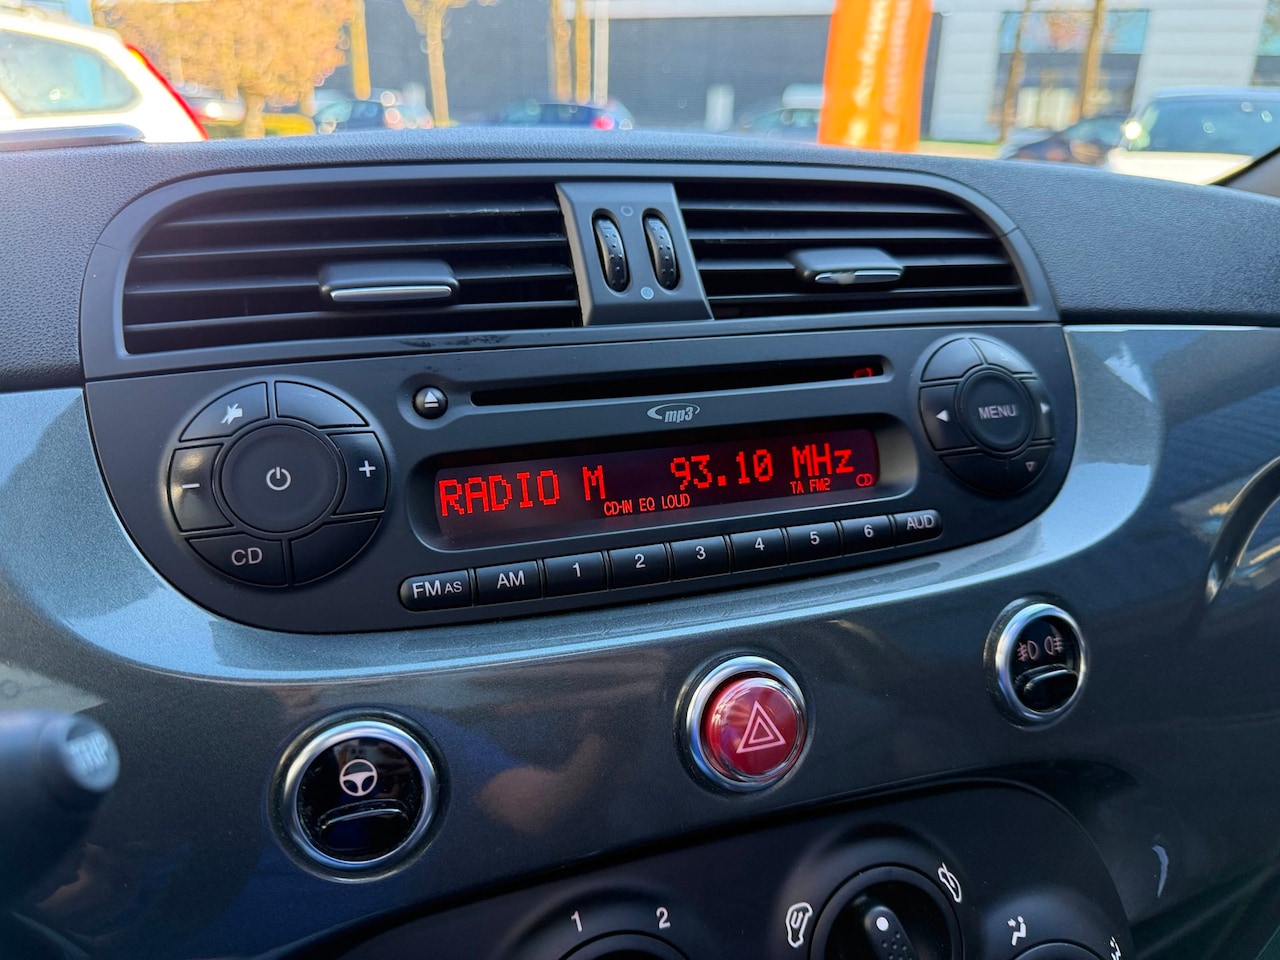 mp3
MENU
RADIO M 93.10 MHz
CD-IN EQ LOUD TA FM2 CD
- +
CD
FM AS AM 1 2 3 4 5 6 AUD
1 2